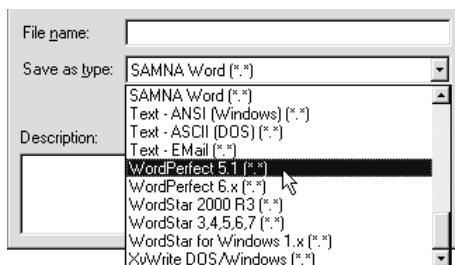 File name:
Save as type: SAMNA Word (*.*)
SAMNA Word (*.*)
Text - ANSI (Windows) (*.*)
Text - ASCII (DOS) (*.*)
Description:
Text - EMail (*.*)
WordPerfect 5.1 (*.*)
WordPerfect 6.x (*.*)
WordStar 2000 R3 (*.*)
WordStar 3,4,5,6,7 (*.*)
WordStar for Windows 1.x (*.*)
XyWrite DOS/Windows (*.*)